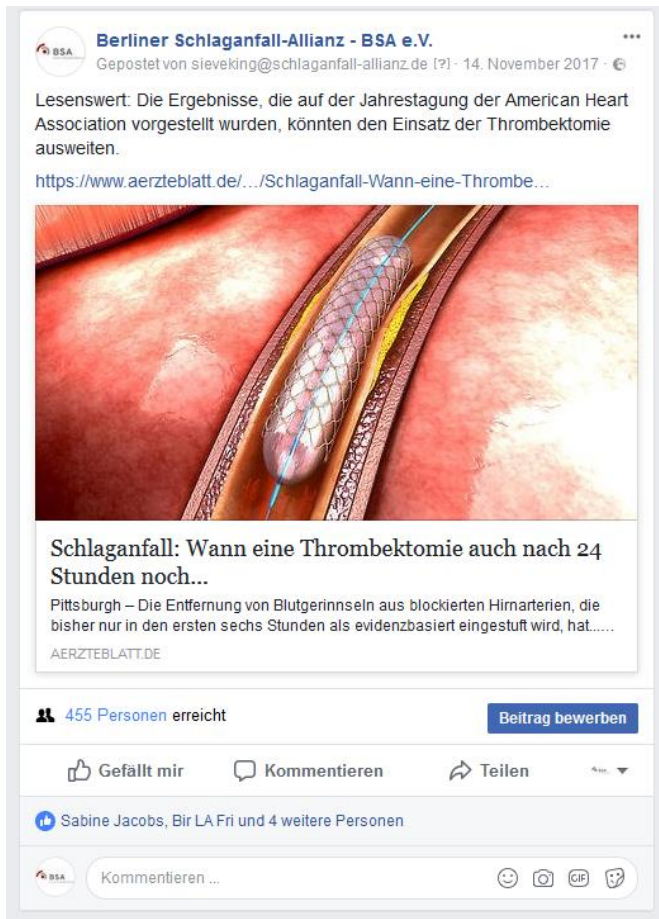 BSA
Berliner Schlaganfall-Allianz - BSA e.V.
Gepostet von sieveking@schlaganfall-allianz.de [?] · 14. November 2017 ·
Lesenswert: Die Ergebnisse, die auf der Jahrestagung der American Heart
Association vorgestellt wurden, könnten den Einsatz der Thrombektomie
ausweiten.
https://www.aerzteblatt.de/…/Schlaganfall-Wann-eine-Thrombe…
Schlaganfall: Wann eine Thrombektomie auch nach 24
Stunden noch...
Pittsburgh – Die Entfernung von Blutgerinnseln aus blockierten Hirnarterien, die
bisher nur in den ersten sechs Stunden als evidenzbasiert eingestuft wird, hat......
AERZTEBLATT.DE
455 Personen erreicht
Beitrag bewerben
Gefällt mir
Kommentieren
Teilen
Sabine Jacobs, Bir LA Fri und 4 weitere Personen
BSA
Kommentieren ...
GIF